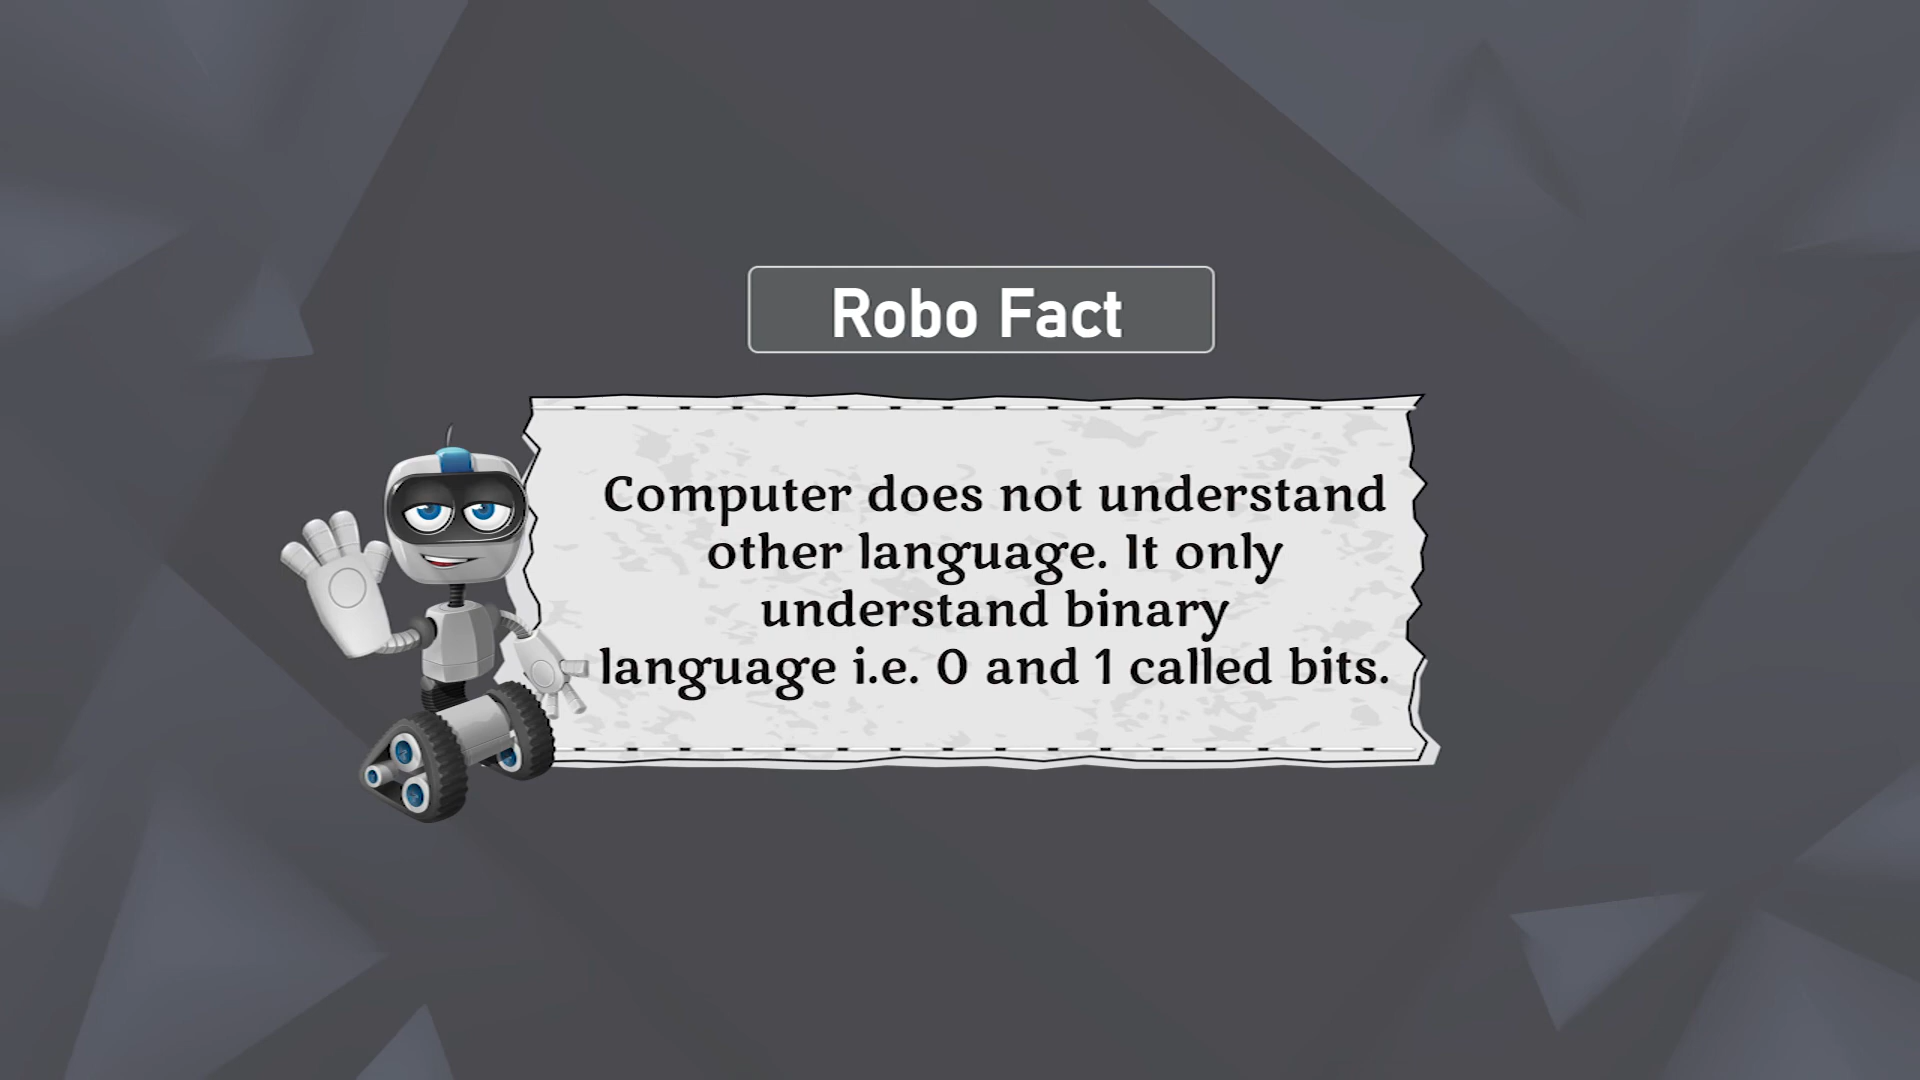 Robo Fact
Computer does not understand
other language. It only
understand binary
language i.e. 0 and 1 called bits.